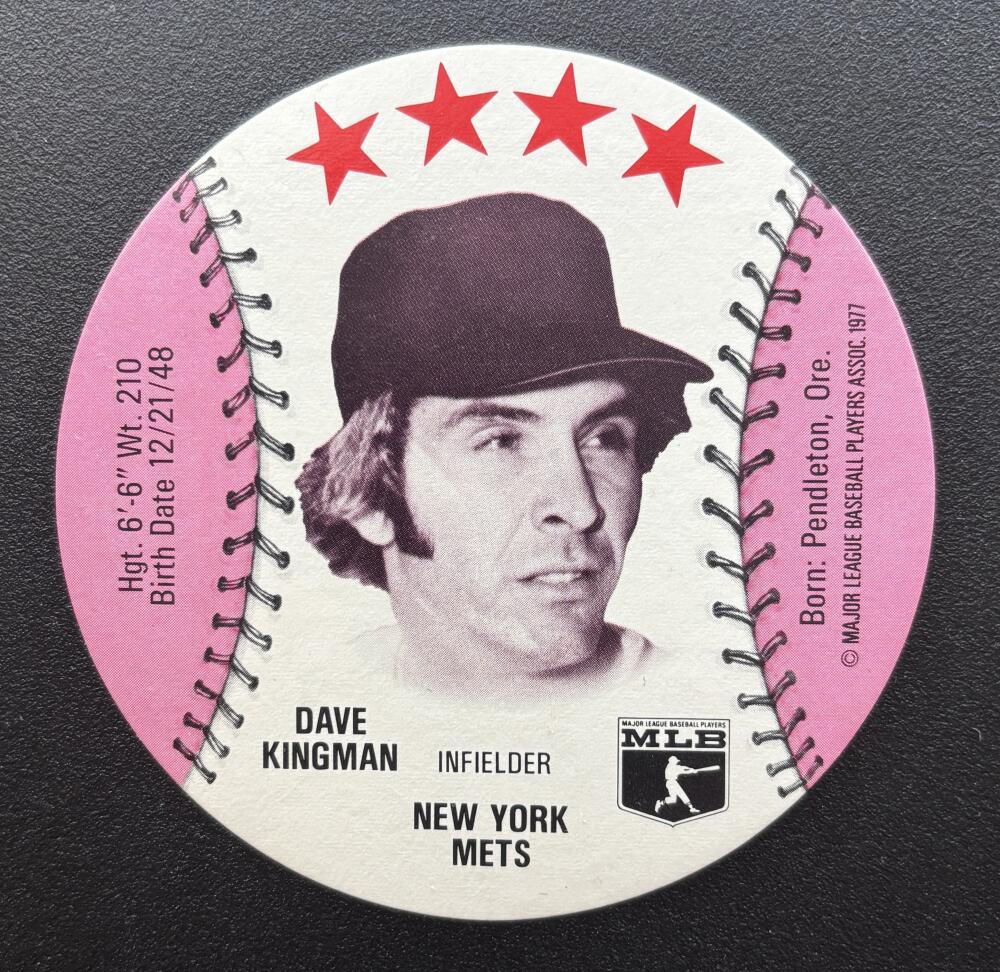 Hgt. 6'-6" Wt. 210
Birth Date 12/21/48
DAVE
KINGMAN
INFIELDER
NEW YORK
METS
MAJOR LEAGUE BASEBALL PLAYERS
MLB
Born: Pendleton, Ore.
© MAJOR LEAGUE BASEBALL PLAYERS ASSOC. 1977